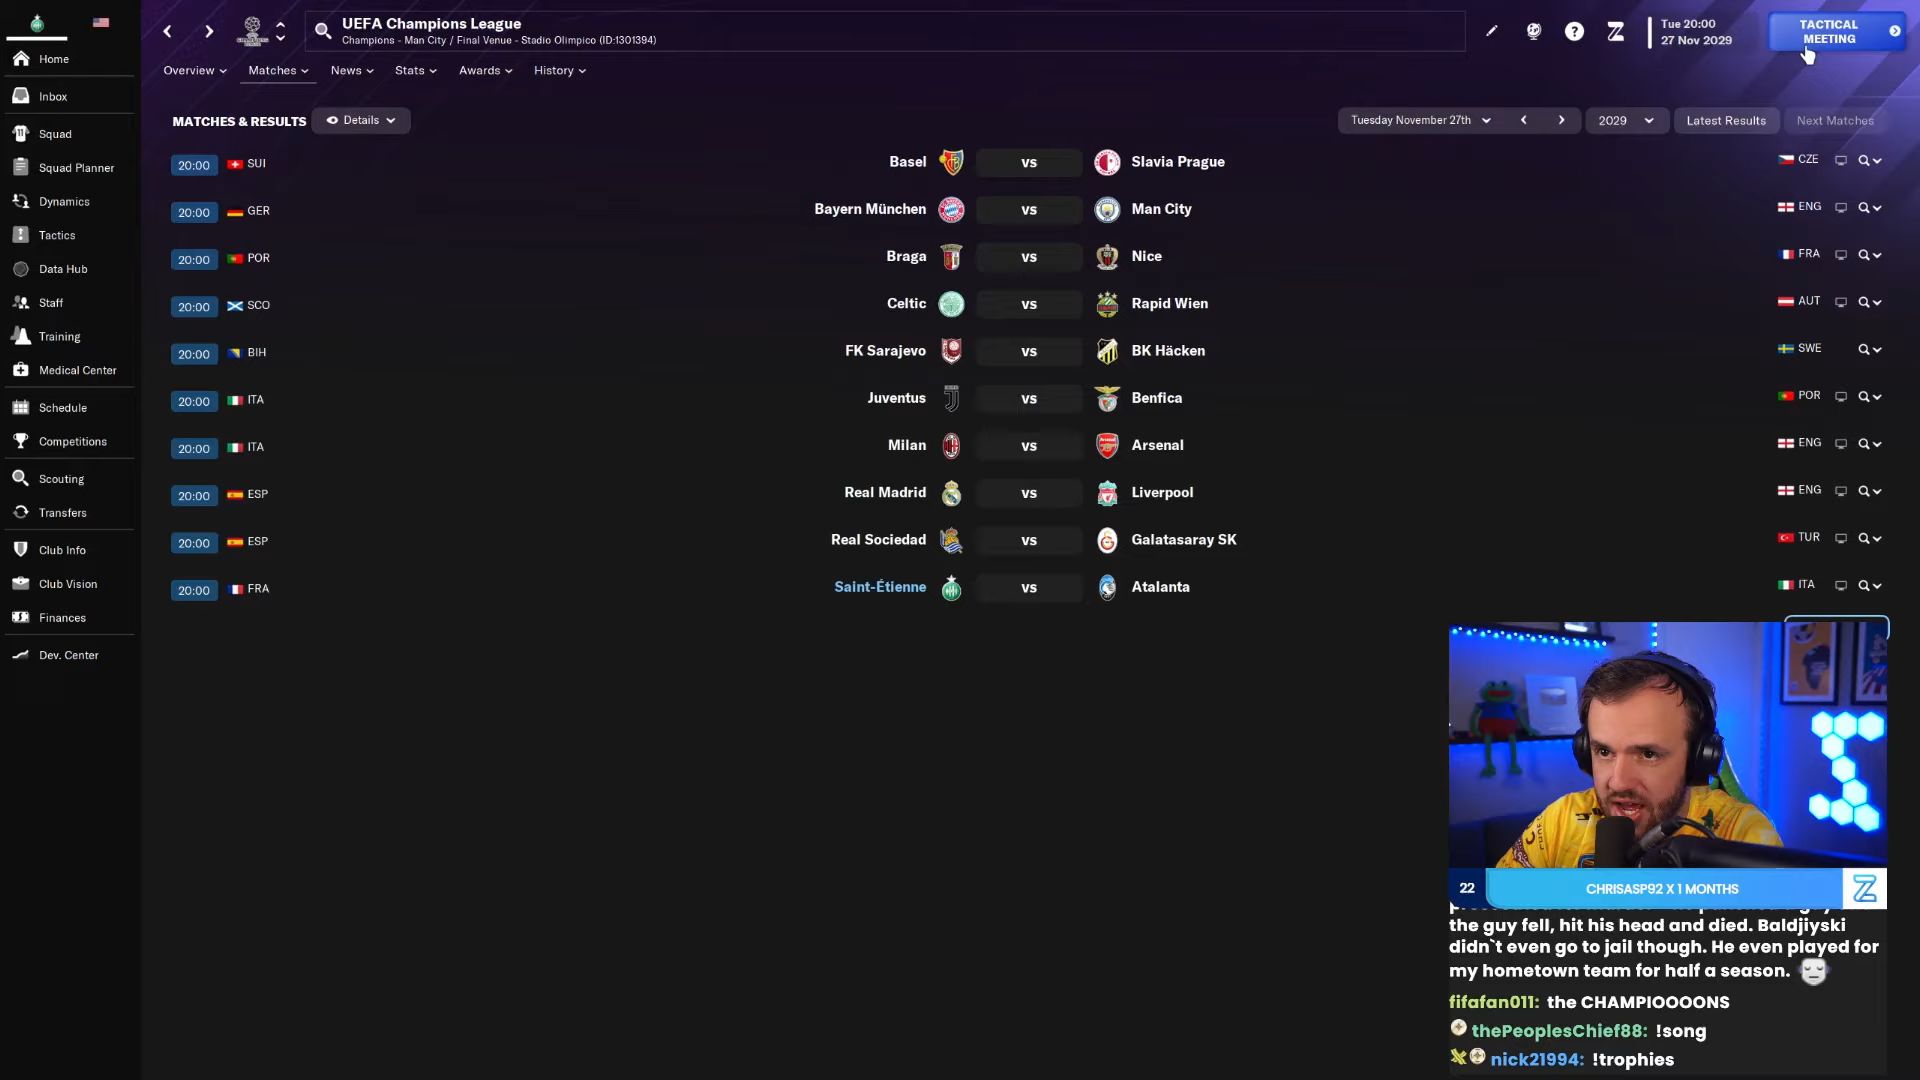 UEFA Champions League
Champions - Man City / Final Venue - Stadio Olimpico (ID:1301394)
Tue 20:00
27 Nov 2029
TACTICAL
MEETING
Home
Overview
Matches
News
Stats
Awards
History
Inbox
MATCHES & RESULTS
Details
Tuesday November 27th
2029
Latest Results
Next Matches
Squad
Squad Planner
Dynamics
Tactics
Data Hub
Staff
Training
Medical Center
Schedule
Competitions
Scouting
Transfers
Club Info
Club Vision
Finances
Dev. Center
20:00 SUI Basel vs Slavia Prague CZE
20:00 GER Bayern München vs Man City ENG
20:00 POR Braga vs Nice FRA
20:00 SCO Celtic vs Rapid Wien AUT
20:00 BIH FK Sarajevo vs BK Häcken SWE
20:00 ITA Juventus vs Benfica POR
20:00 ITA Milan vs Arsenal ENG
20:00 ESP Real Madrid vs Liverpool ENG
20:00 ESP Real Sociedad vs Galatasaray SK TUR
20:00 FRA Saint-Étienne vs Atalanta ITA
22 CHRISASP92 X 1 MONTHS
the guy fell, hit his head and died. Baldjiyski
didn`t even go to jail though. He even played for
my hometown team for half a season.
fifafan011: the CHAMPIOOOONS
thePeoplesChief88: !song
nick21994: !trophies